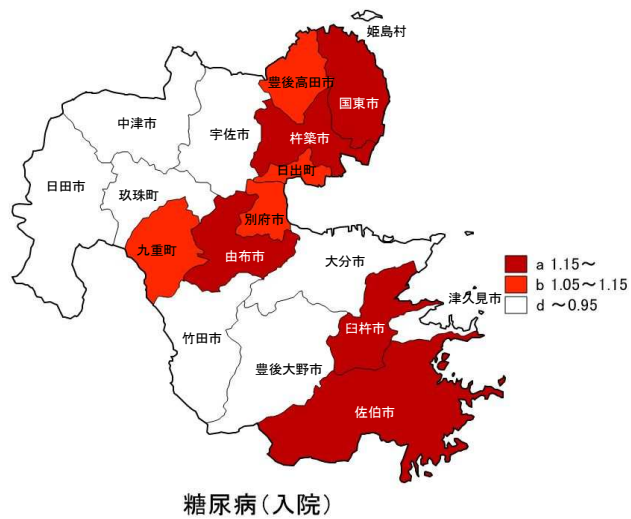 姫島村
豊後高田市
国東市
中津市
宇佐市
杵築市
日出町
日田市
玖珠町
別府市
九重町
由布市
大分市
a 1.15～
b 1.05～1.15
d ～0.95
津久見市
臼杵市
竹田市
豊後大野市
佐伯市
糖尿病(入院)